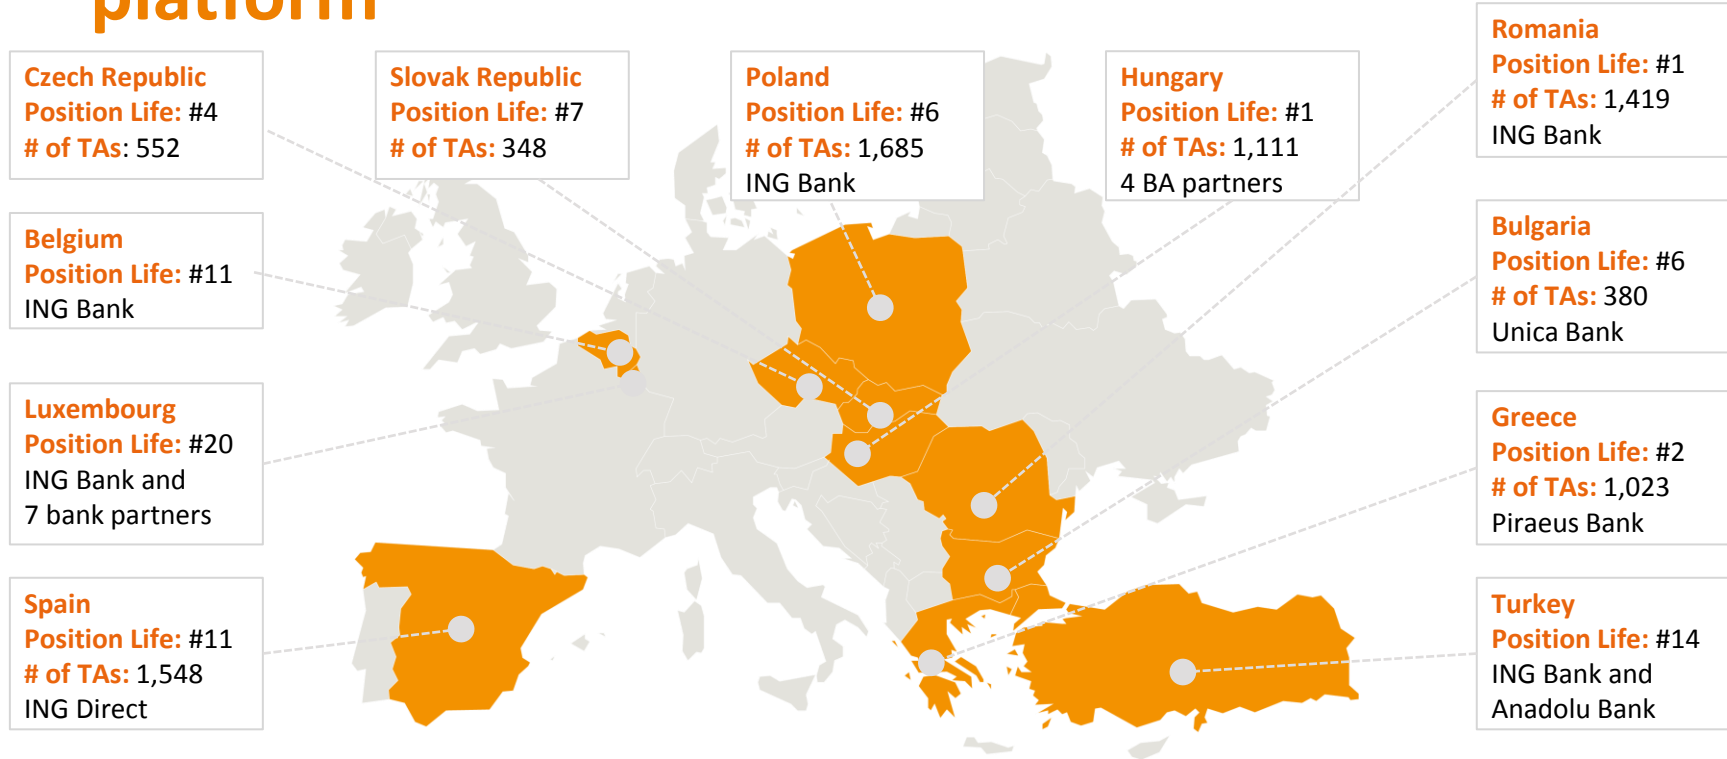 platform
Czech Republic
Position Life: #4
# of TAs: 552
Slovak Republic
Position Life: #7
# of TAs: 348
Poland
Position Life: #6
# of TAs: 1,685
ING Bank
Hungary
Position Life: #1
# of TAs: 1,111
4 BA partners
Romania
Position Life: #1
# of TAs: 1,419
ING Bank
Belgium
Position Life: #11
ING Bank
Bulgaria
Position Life: #6
# of TAs: 380
Unica Bank
Luxembourg
Position Life: #20
ING Bank and
7 bank partners
Greece
Position Life: #2
# of TAs: 1,023
Piraeus Bank
Spain
Position Life: #11
# of TAs: 1,548
ING Direct
Turkey
Position Life: #14
ING Bank and
Anadolu Bank